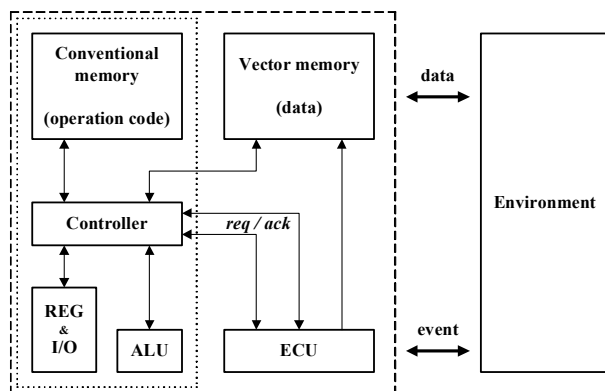 Conventional
memory
(operation code)
Vector memory
(data)
data
Environment
Controller
req / ack
REG
&
I/O
ALU
ECU
event